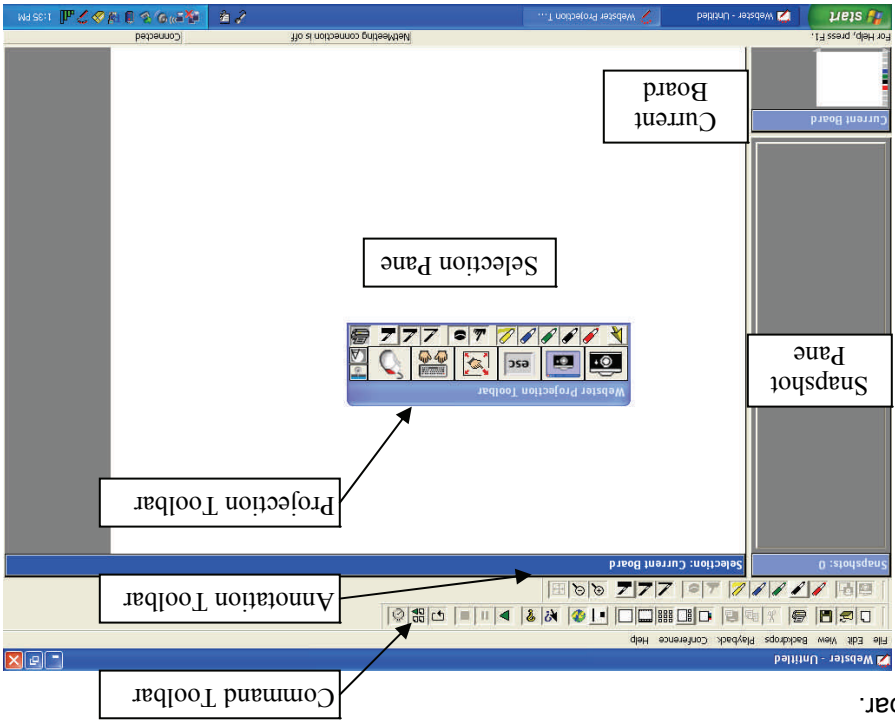 oar.
Command Toolbar
Webster - Untitled
File Edit View Backdrops Playback Conference Help
Annotation Toolbar
Snapshots: 0
Selection: Current Board
Projection Toolbar
Webster Projection Toolbar
esc
Snapshot
Pane
Selection Pane
Current Board
Current
Board
For Help, press F1.
NetMeeting connection is off
Connected
start
Webster - Untitled
Webster Projection T...
1:35 PM